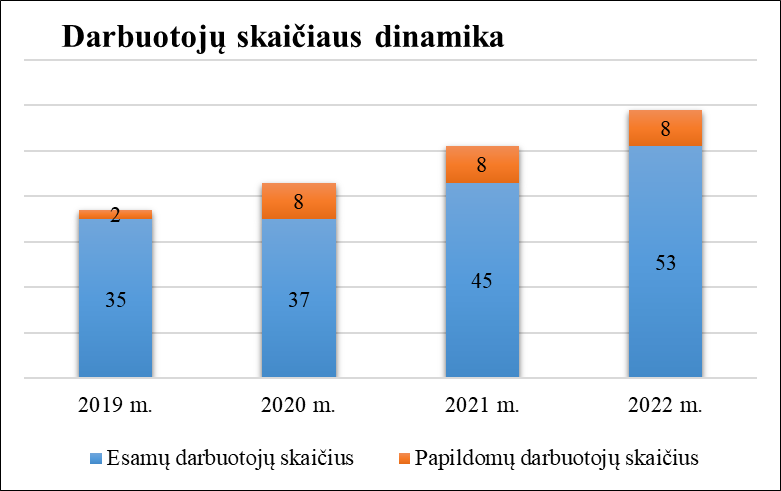 Darbuotojų skaičiaus dinamika
2 8 8 8
35 37 45 53
2019 m. 2020 m. 2021 m. 2022 m.
Esamų darbuotojų skaičius Papildomų darbuotojų skaičius